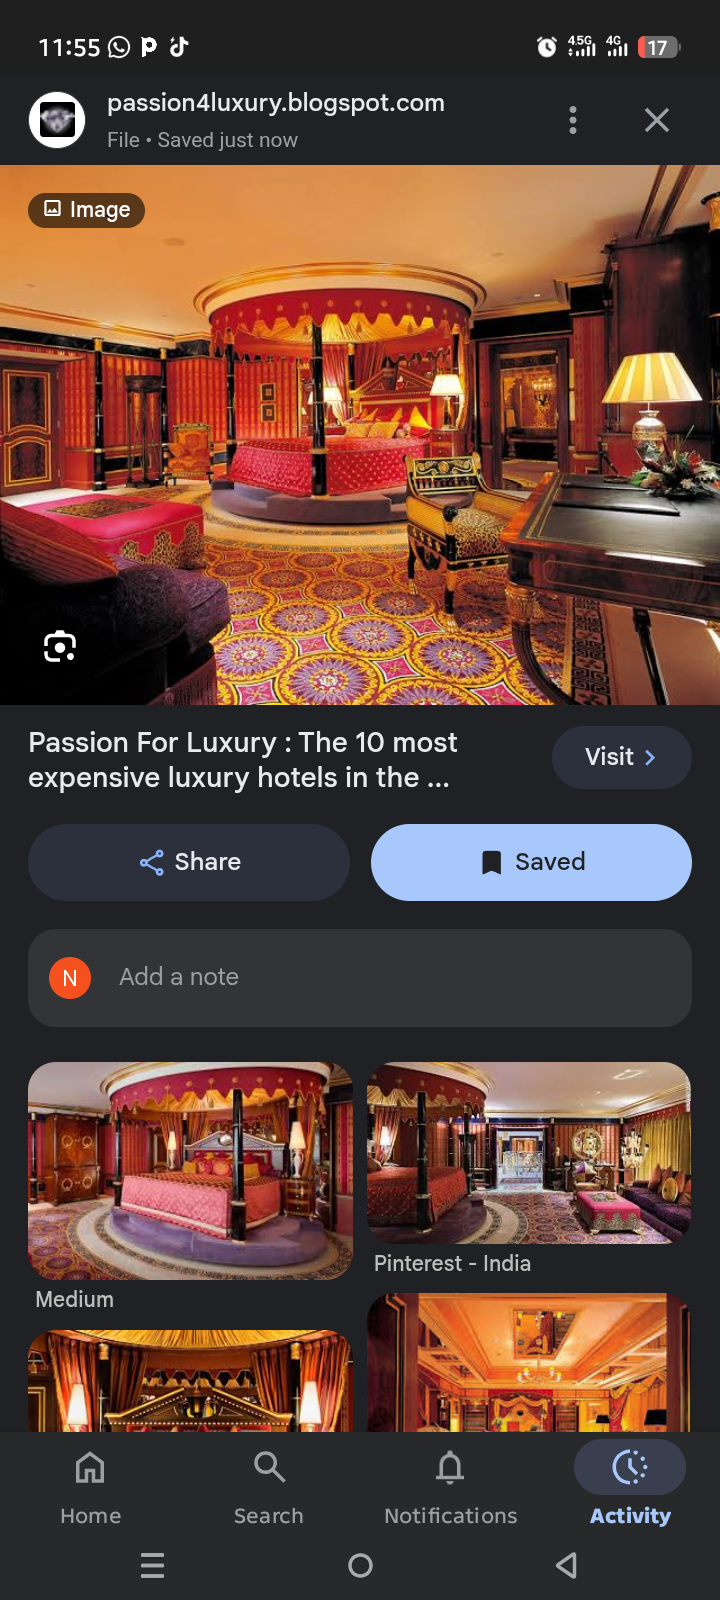 11:55
4.5G
4G
17
passion4luxury.blogspot.com
File • Saved just now
Image
Passion For Luxury : The 10 most
expensive luxury hotels in the ...
Visit
Share
Saved
N
Add a note
Medium
Pinterest - India
Home
Search
Notifications
Activity